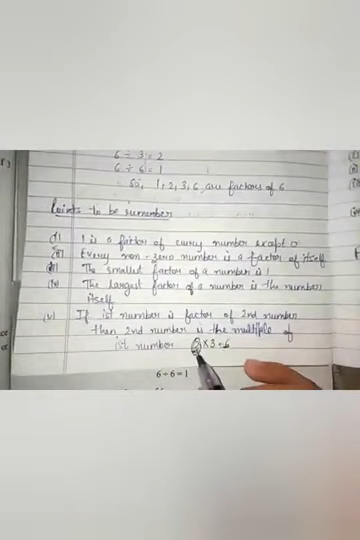 6 ÷ 3 = 2
6 ÷ 6 = 1
So, 1, 2, 3, 6, are factors of 6
Points to be remember
(i) 1 is a factor of every number except 0
(ii) Every non-zero number is a factor of itself
(iii) The smallest factor of a number is 1
(iv) The largest factor of a number is the number
itself
(v) If ist number is factor of 2nd number
then 2nd number is the multiple of
ist number 2 × 3 = 6
6÷6=1